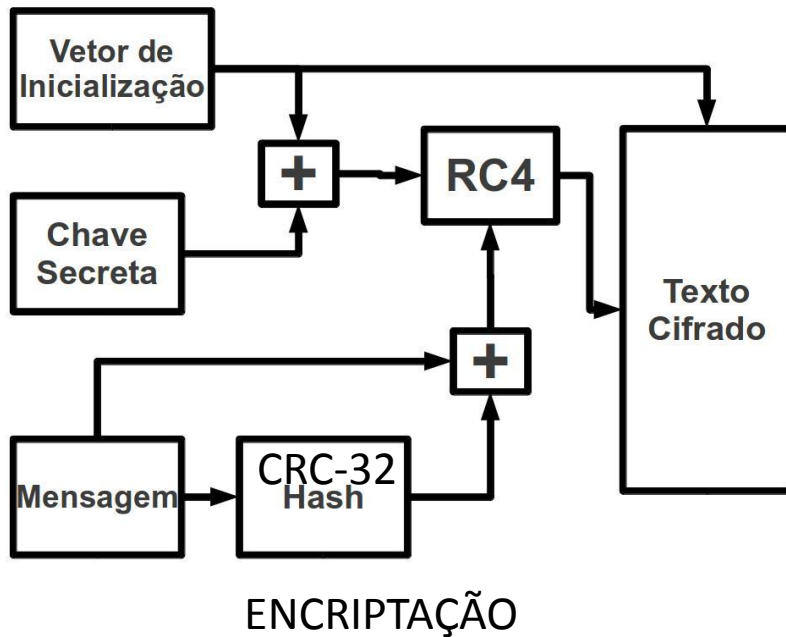 Vetor de
Inicialização
+
RC4
Chave
Secreta
Texto
Cifrado
+
Mensagem
CRC-32
Hash
ENCRIPTAÇÃO